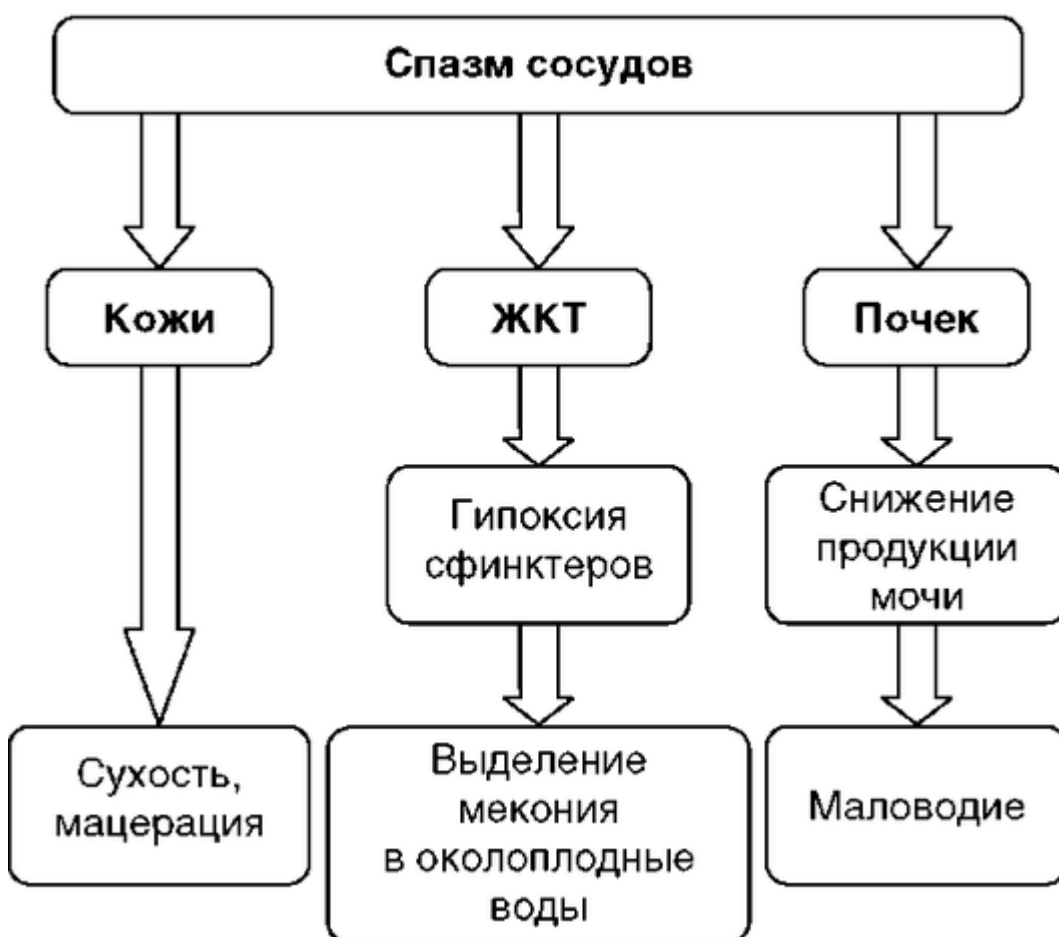 Спазм сосудов
Кожи
ЖКТ
Почек
Гипоксия
сфинктеров
Снижение
продукции
мочи
Сухость,
мацерация
Выделение
мекония
в околоплодные
воды
Маловодие